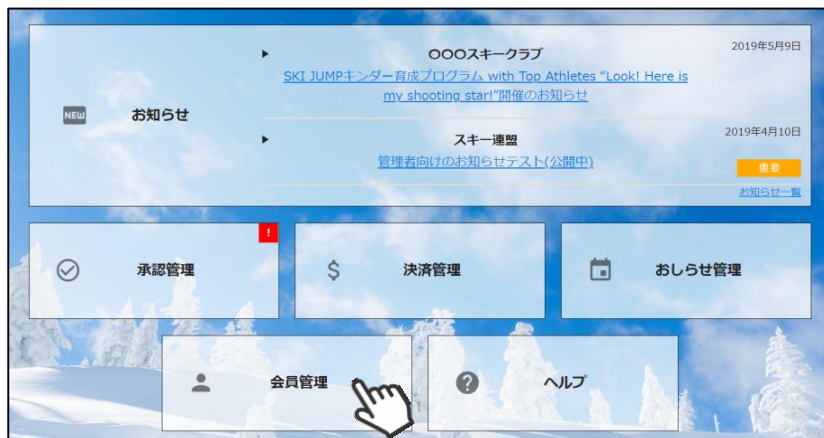 2019年5月9日
〇〇〇スキークラブ
SKI JUMPキンダー育成プログラム with Top Athletes “Look! Here is
my shooting star!”開催のお知らせ
NEW
お知らせ
2019年4月10日
スキー連盟
管理者向けのお知らせテスト(公開中)
重要
お知らせ一覧
!
承認管理
$
決済管理
おしらせ管理
会員管理
?
ヘルプ